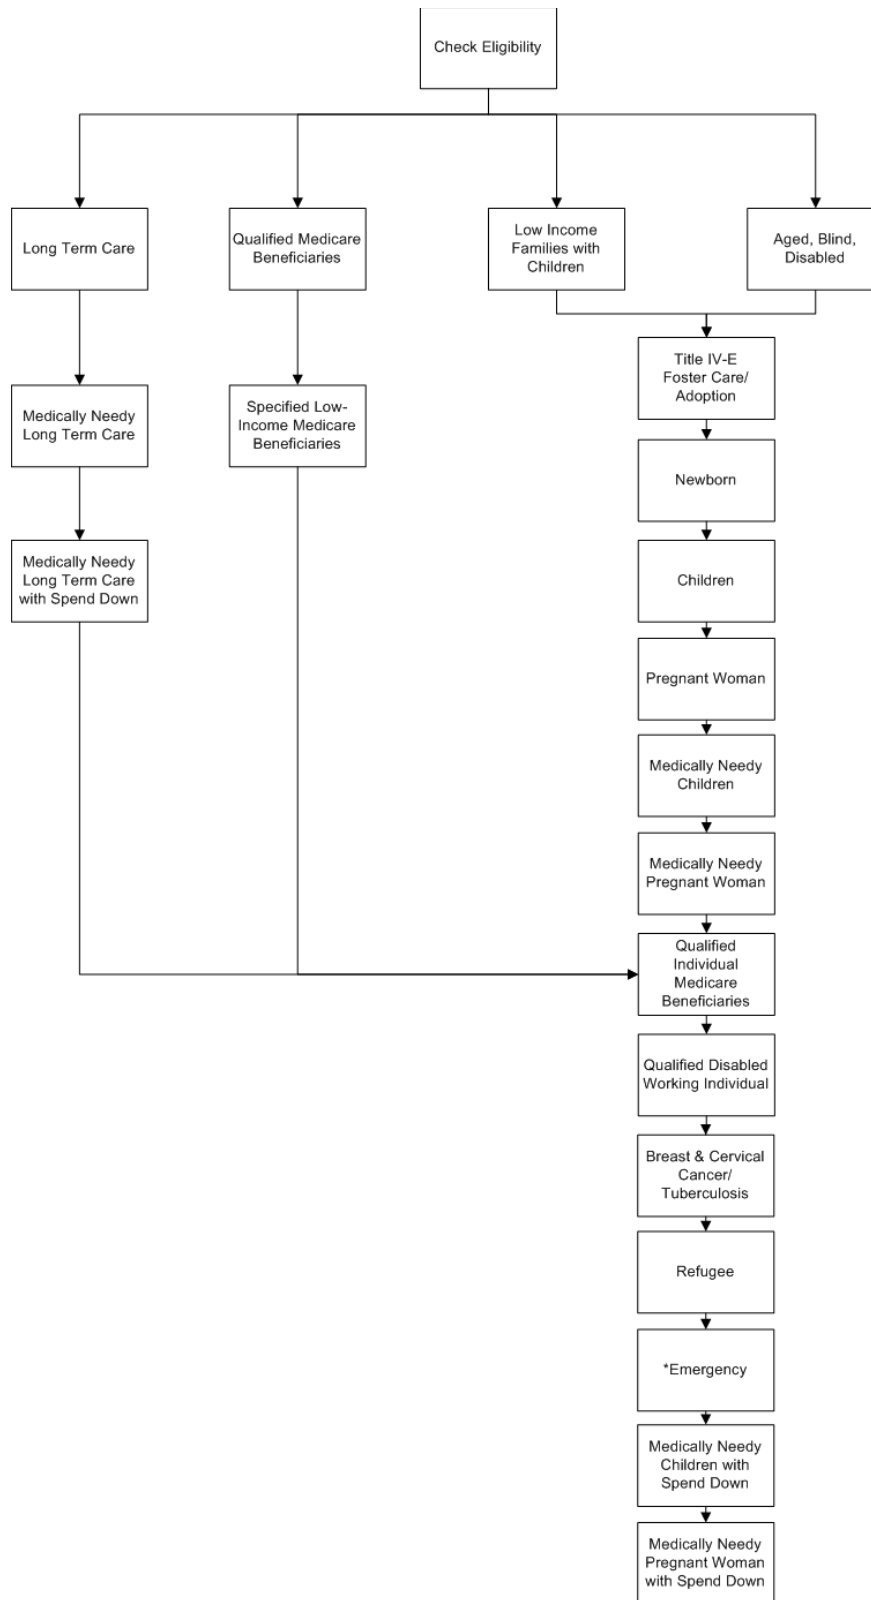 Check Eligibility
Long Term Care
Qualified Medicare
Beneficiaries
Low Income
Families with
Children
Aged, Blind,
Disabled
Title IV-E
Foster Care/
Adoption
Medically Needy
Long Term Care
Specified Low-
Income Medicare
Beneficiaries
Newborn
Medically Needy
Long Term Care
with Spend Down
Children
Pregnant Woman
Medically Needy
Children
Medically Needy
Pregnant Woman
Qualified
Individual
Medicare
Beneficiaries
Qualified Disabled
Working Individual
Breast & Cervical
Cancer/
Tuberculosis
Refugee
*Emergency
Medically Needy
Children with
Spend Down
Medically Needy
Pregnant Woman
with Spend Down